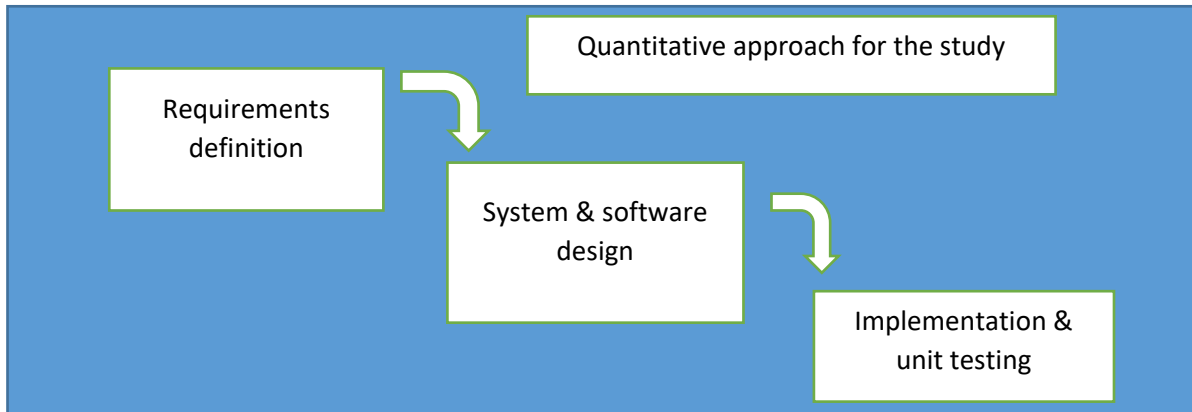 Quantitative approach for the study
Requirements
definition
System & software
design
Implementation &
unit testing